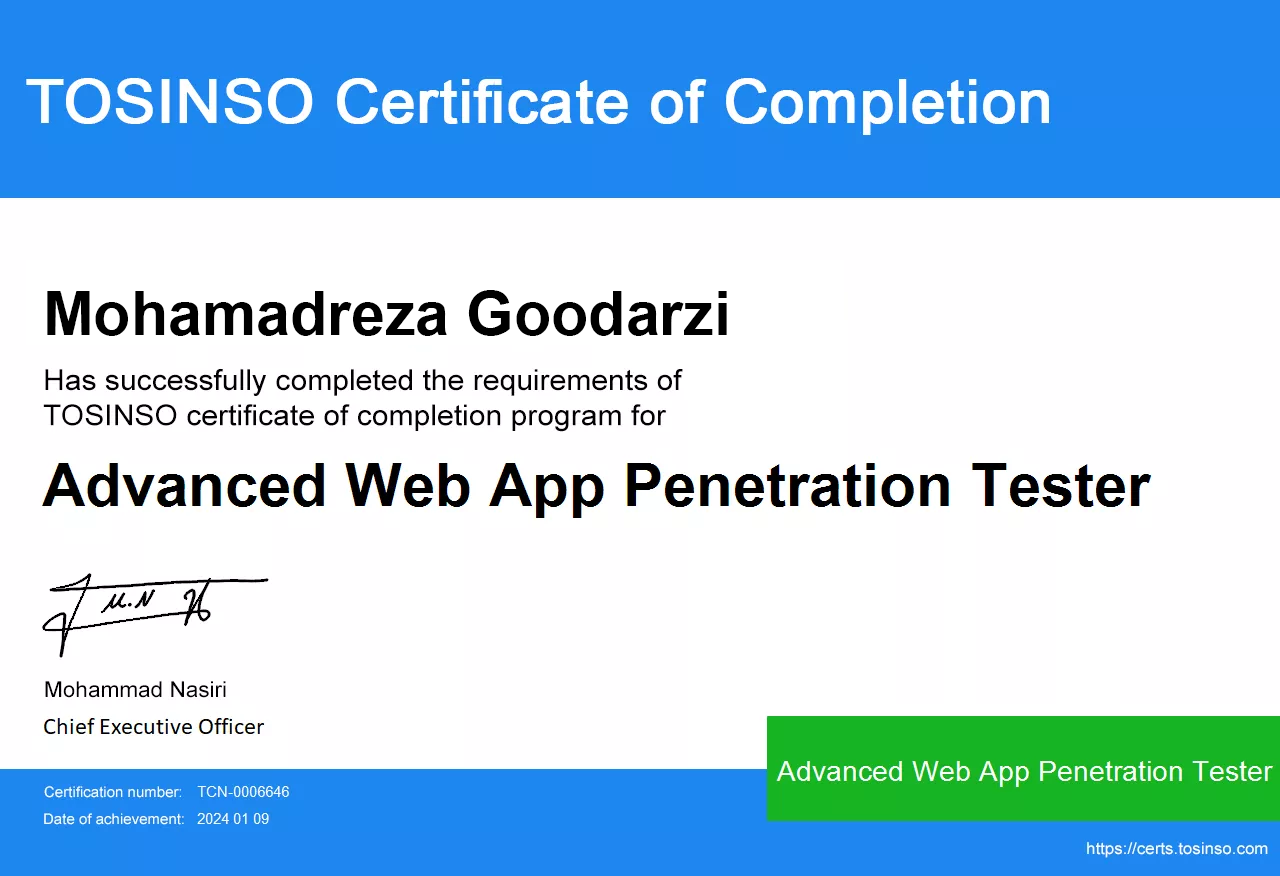 TOSINSO Certificate of Completion
Mohamadreza Goodarzi
Has successfully completed the requirements of
TOSINSO certificate of completion program for
Advanced Web App Penetration Tester
M.N
Mohammad Nasiri
Chief Executive Officer
Advanced Web App Penetration Tester
Certification number: TCN-0006646
Date of achievement: 2024 01 09
https://certs.tosinso.com